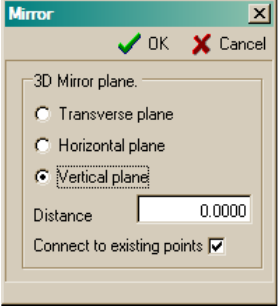 Mirror
OK Cancel
3D Mirror plane.
Transverse plane
Horizontal plane
Vertical plane
Distance 0.0000
Connect to existing points